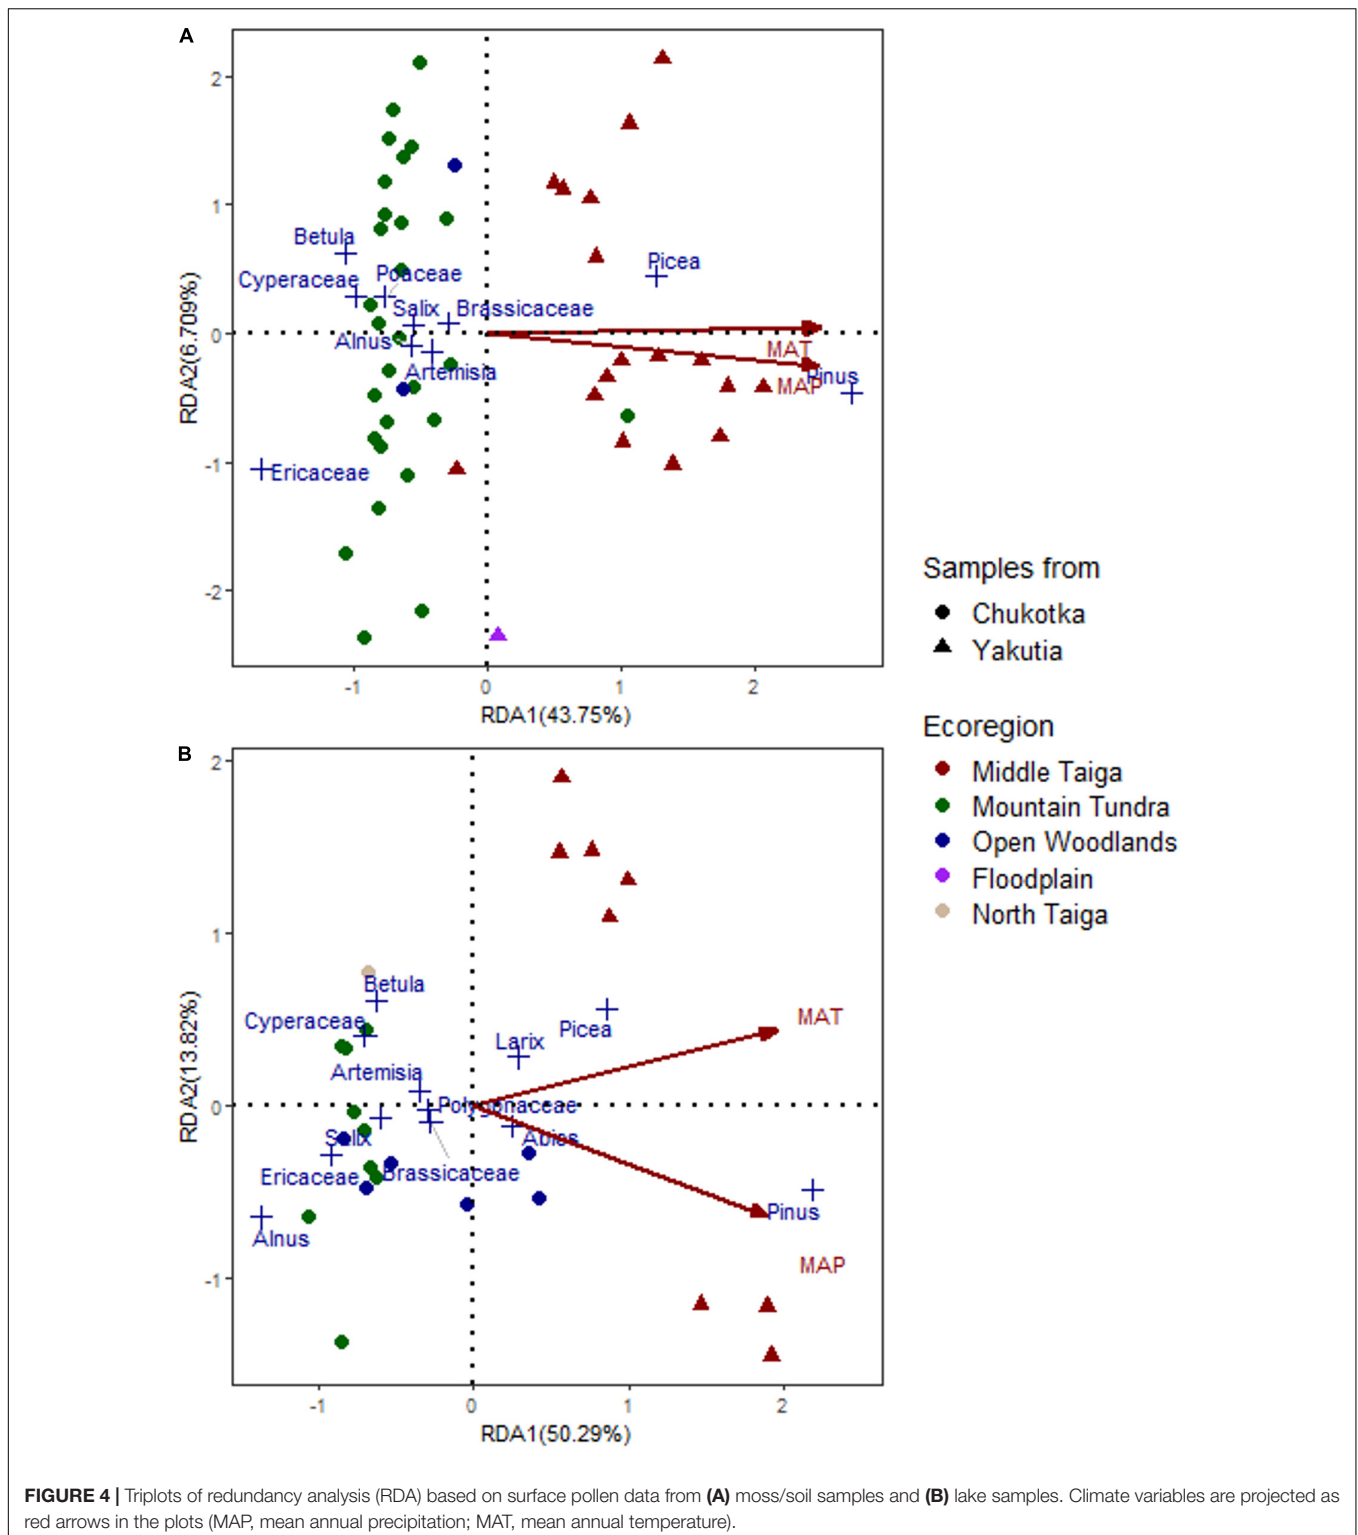 A
2
1
0
-1
-2
RDA2(6.709%)
Betula
Cyperaceae
Poaceae
Salix
Brassicaceae
Alnus
Artemisia
Ericaceae
Picea
MAT
MAP
Pinus
-1
0
1
2
RDA1(43.75%)
Samples from
Chukotka
Yakutia
Ecoregion
Middle Taiga
Mountain Tundra
Open Woodlands
Floodplain
North Taiga
B
2
1
0
-1
RDA2(13.82%)
Betula
Cyperaceae
Artemisia
Larix
Picea
MAT
Polygonaceae
Salix
Abies
Ericaceae
Brassicaceae
Alnus
Pinus
MAP
-1
0
1
2
RDA1(50.29%)
FIGURE 4 | Triplots of redundancy analysis (RDA) based on surface pollen data from (A) moss/soil samples and (B) lake samples. Climate variables are projected as
red arrows in the plots (MAP, mean annual precipitation; MAT, mean annual temperature).